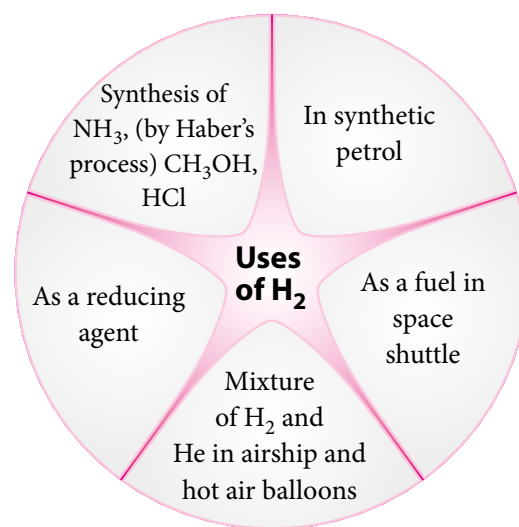 Synthesis of
NH₃, (by Haber's
process) CH₃OH,
HCl
In synthetic
petrol
Uses
of H₂
As a reducing
agent
As a fuel in
space
shuttle
Mixture
of H₂ and
He in airship and
hot air balloons